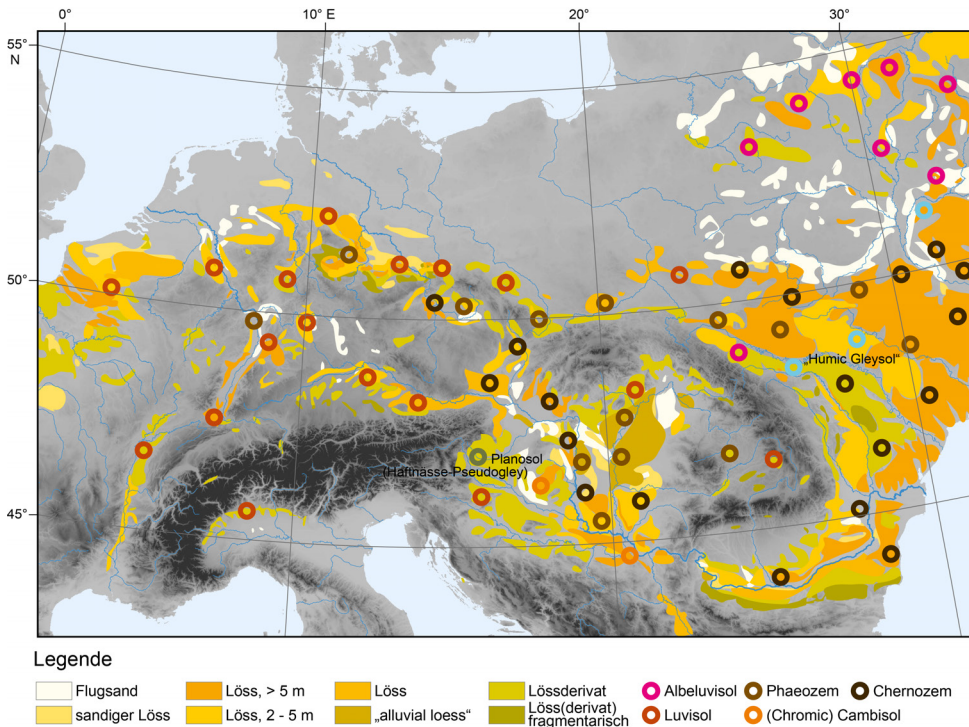 0°
10° E
20°
30°
55°
N
50°
45°
„Humic Gleysol“
Planosol
(Haftnässe-Pseudogley)
Legende
Flugsand
Löss, > 5 m
Löss
Lössderivat
Albeluvisol
Phaeozem
Chernozem
sandiger Löss
Löss, 2 - 5 m
„alluvial loess“
Löss(derivat)
fragmentarisch
Luvisol
(Chromic) Cambisol